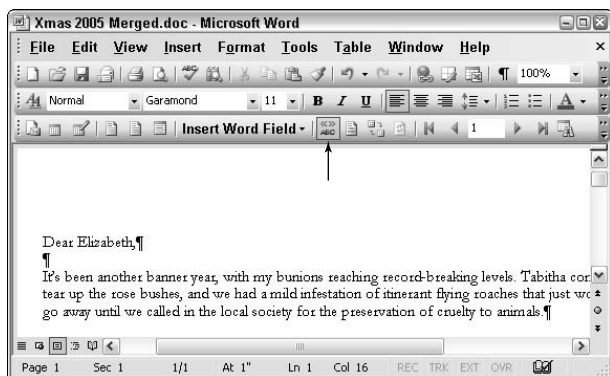 Xmas 2005 Merged.doc - Microsoft Word
File Edit View Insert Format Tools Table Window Help
¶ 100%
Normal Garamond 11 B I U A
Insert Word Field «» ABC 1
Dear Elizabeth,¶
¶
It's been another banner year, with my bunions reaching record-breaking levels. Tabitha con
tear up the rose bushes, and we had a mild infestation of itinerant flying roaches that just wo
go away until we called in the local society for the preservation of cruelty to animals.¶
Page 1 Sec 1 1/1 At 1" Ln 1 Col 16 REC TRK EXT OVR